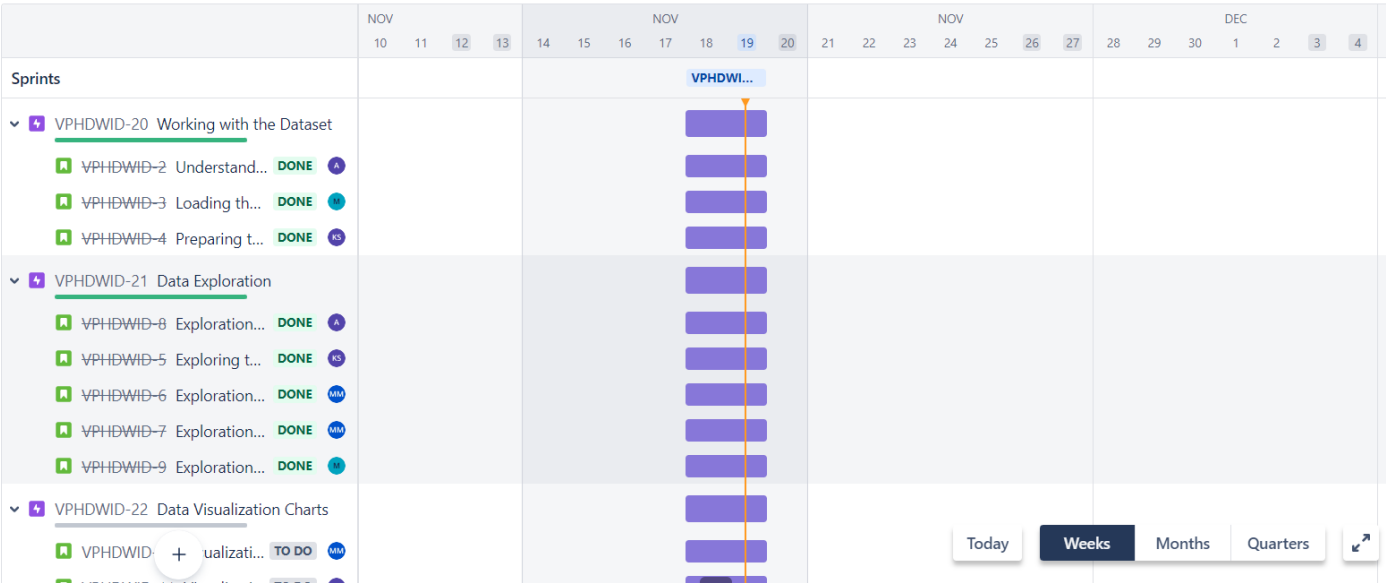 NOV NOV NOV DEC
10 11 12 13 14 15 16 17 18 19 20 21 22 23 24 25 26 27 28 29 30 1 2 3 4
Sprints VPHDWI...
VPHDWID-20 Working with the Dataset
VPHDWID-2 Understand... DONE A
VPHDWID-3 Loading th... DONE M
VPHDWID-4 Preparing t... DONE KS
VPHDWID-21 Data Exploration
VPHDWID-8 Exploration... DONE A
VPHDWID-5 Exploring t... DONE KS
VPHDWID-6 Exploration... DONE MM
VPHDWID-7 Exploration... DONE MM
VPHDWID-9 Exploration... DONE M
VPHDWID-22 Data Visualization Charts
VPHDWID- ualizati... TO DO MM
Today Weeks Months Quarters